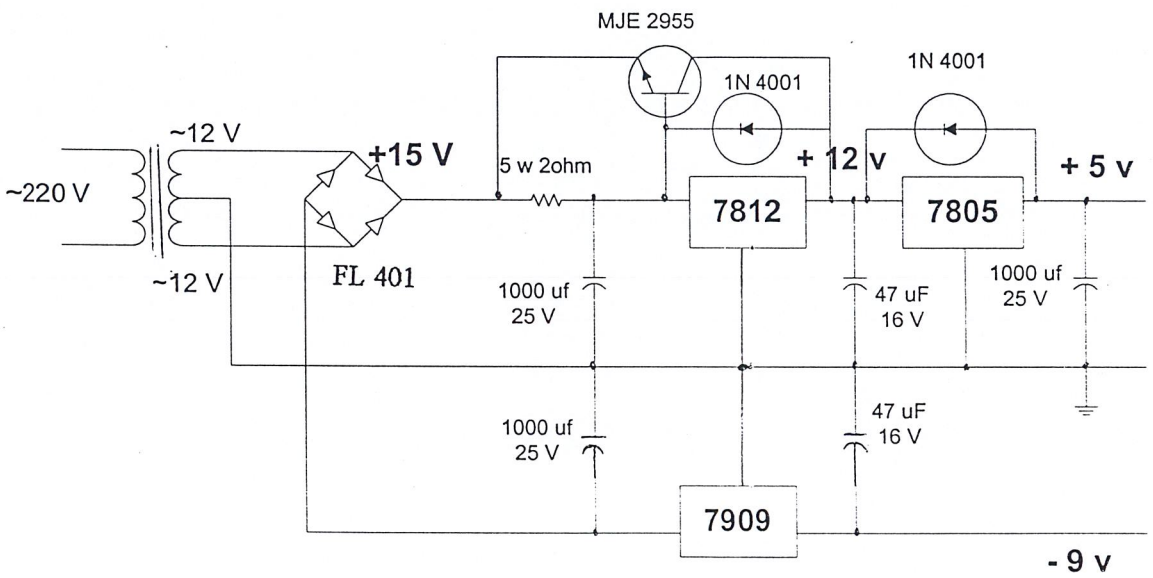 MJE 2955
1N 4001
1N 4001
~12 V
+15 V
5 w 2ohm
+ 12 v
+ 5 v
~220 V
7812
7805
~12 V
FL 401
1000 uf
25 V
47 uF
16 V
1000 uf
25 V
1000 uf
25 V
47 uF
16 V
7909
- 9 v